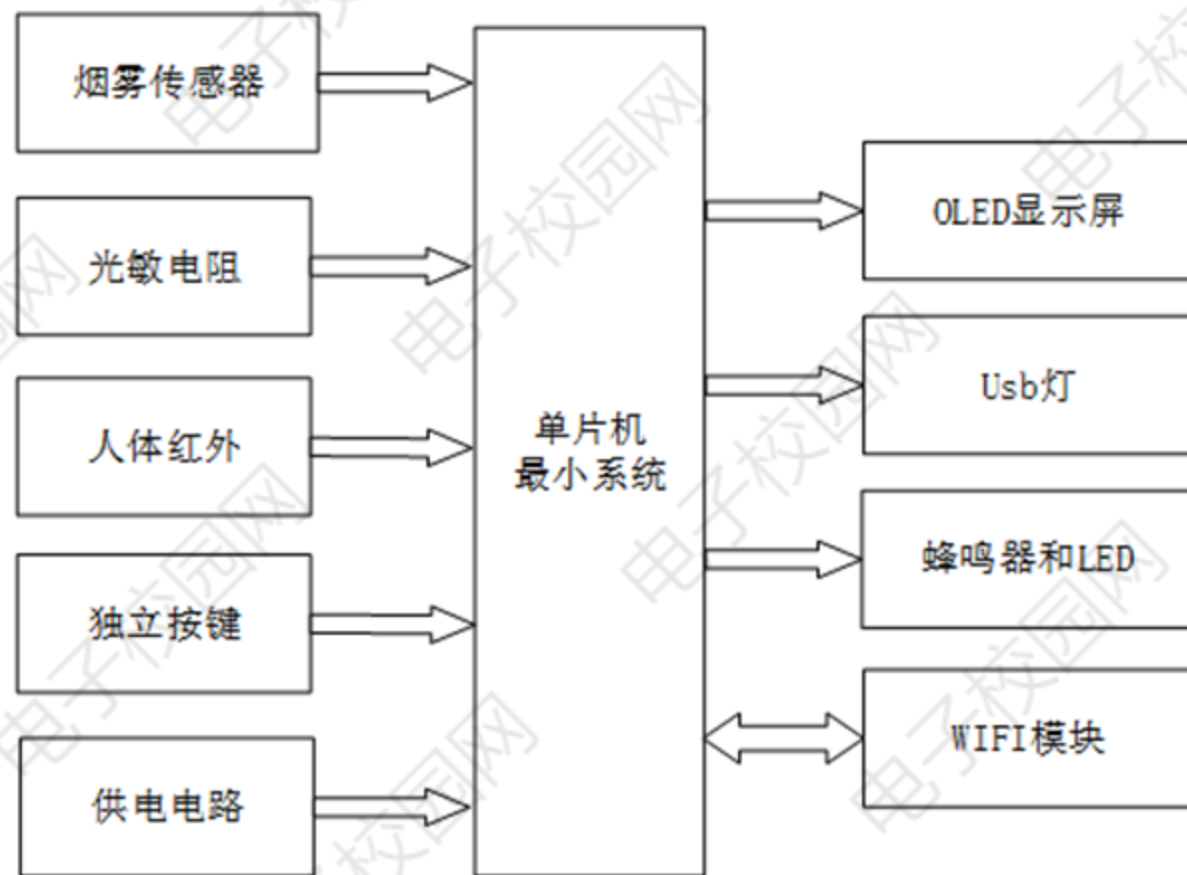 烟雾传感器
光敏电阻
人体红外
独立按键
供电电路
单片机
最小系统
OLED显示屏
Usb灯
蜂鸣器和LED
WIFI模块
电子校园网
电子校园网
电子校园网
电子校园网
电子校园网